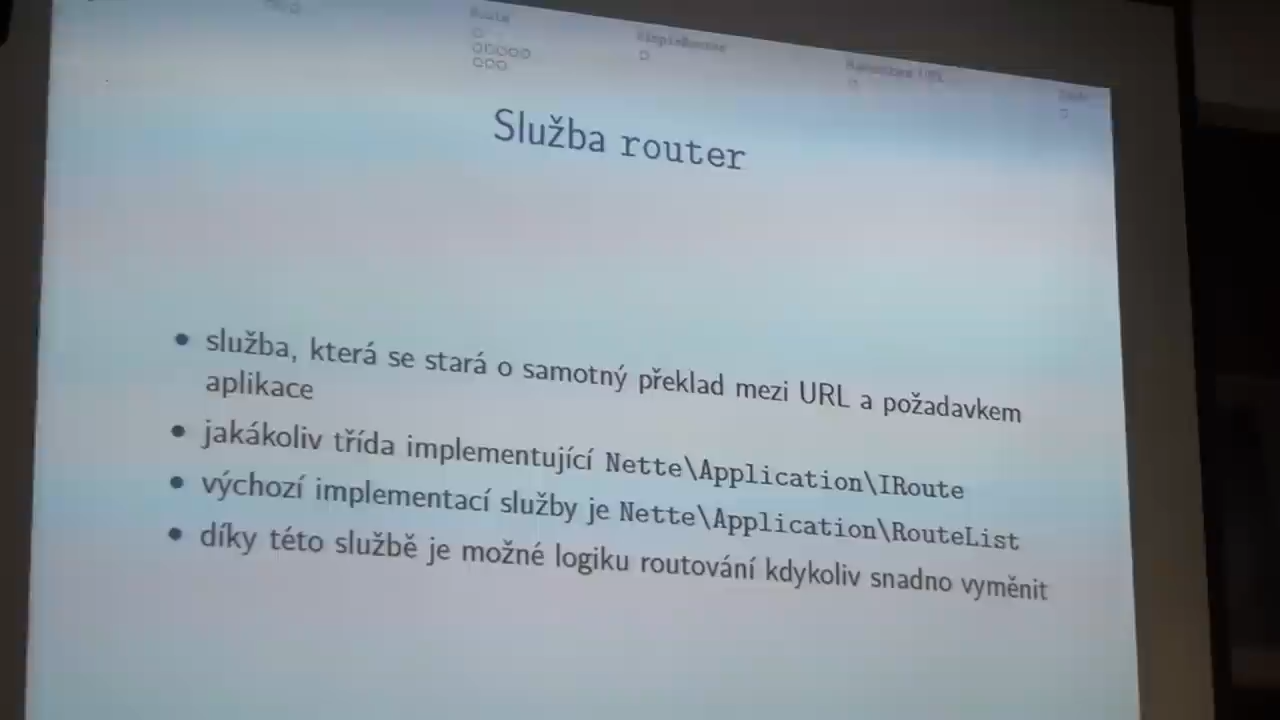 Route
Služba router
služba, která se stará o samotný překlad mezi URL a požadavkem
aplikace
jakákoliv třída implementující Nette\Application\IRoute
výchozí implementací služby je Nette\Application\RouteList
díky této službě je možné logiku routování kdykoliv snadno vyměnit